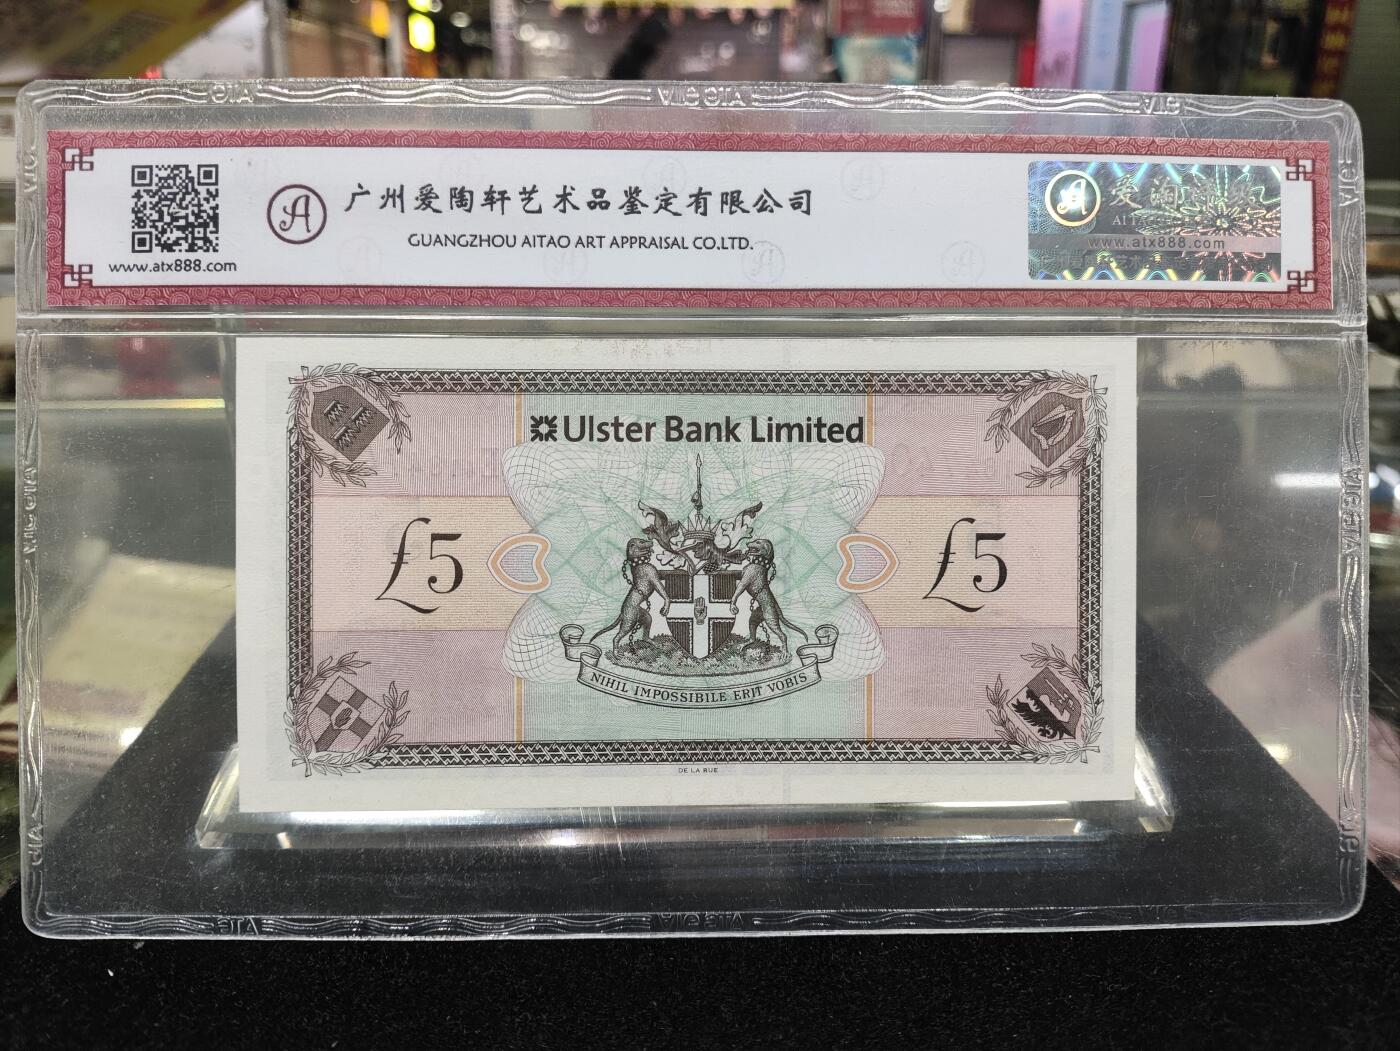 广州爱陶轩艺术品鉴定有限公司
GUANGZHOU AITAO ART APPRAISAL CO.LTD.
www.atx888.com
www.atx888.com
Ulster Bank Limited
£5
£5
NIHIL IMPOSSIBILE ERIT VOBIS
DE LA RUE